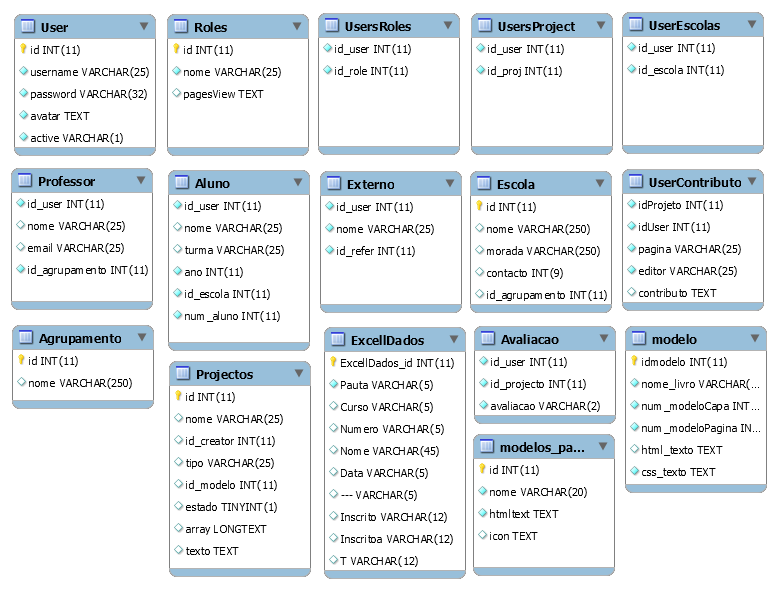 User
id INT(11)
username VARCHAR(25)
password VARCHAR(32)
avatar TEXT
active VARCHAR(1)
Roles
id INT(11)
nome VARCHAR(25)
pagesView TEXT
UsersRoles
id_user INT(11)
id_role INT(11)
UsersProject
id_user INT(11)
id_proj INT(11)
UserEscolas
id_user INT(11)
id_escola INT(11)
Professor
id_user INT(11)
nome VARCHAR(25)
email VARCHAR(25)
id_agrupamento INT(11)
Aluno
id_user INT(11)
nome VARCHAR(25)
turma VARCHAR(25)
ano INT(11)
id_escola INT(11)
num_aluno INT(11)
Externo
id_user INT(11)
nome VARCHAR(25)
id_refer INT(11)
Escola
id INT(11)
nome VARCHAR(250)
morada VARCHAR(250)
contacto INT(9)
id_agrupamento INT(11)
UserContributo
idProjeto INT(11)
idUser INT(11)
pagina VARCHAR(25)
editor VARCHAR(25)
contributo TEXT
Agrupamento
id INT(11)
nome VARCHAR(250)
Projectos
id INT(11)
nome VARCHAR(25)
id_creator INT(11)
tipo VARCHAR(25)
id_modelo INT(11)
estado TINYINT(1)
array LONGTEXT
texto TEXT
ExcellDados
ExcellDados_id INT(11)
Pauta VARCHAR(5)
Curso VARCHAR(5)
Numero VARCHAR(5)
Nome VARCHAR(45)
Data VARCHAR(5)
--- VARCHAR(5)
Inscrito VARCHAR(12)
Inscritoa VARCHAR(12)
T VARCHAR(12)
Avaliacao
id_user INT(11)
id_projecto INT(11)
avaliacao VARCHAR(2)
modelos_pa...
id INT(11)
nome VARCHAR(20)
htmltext TEXT
icon TEXT
modelo
idmodelo INT(11)
nome_livro VARCHAR(...
num_modeloCapa INT...
num_modeloPagina IN...
html_texto TEXT
css_texto TEXT